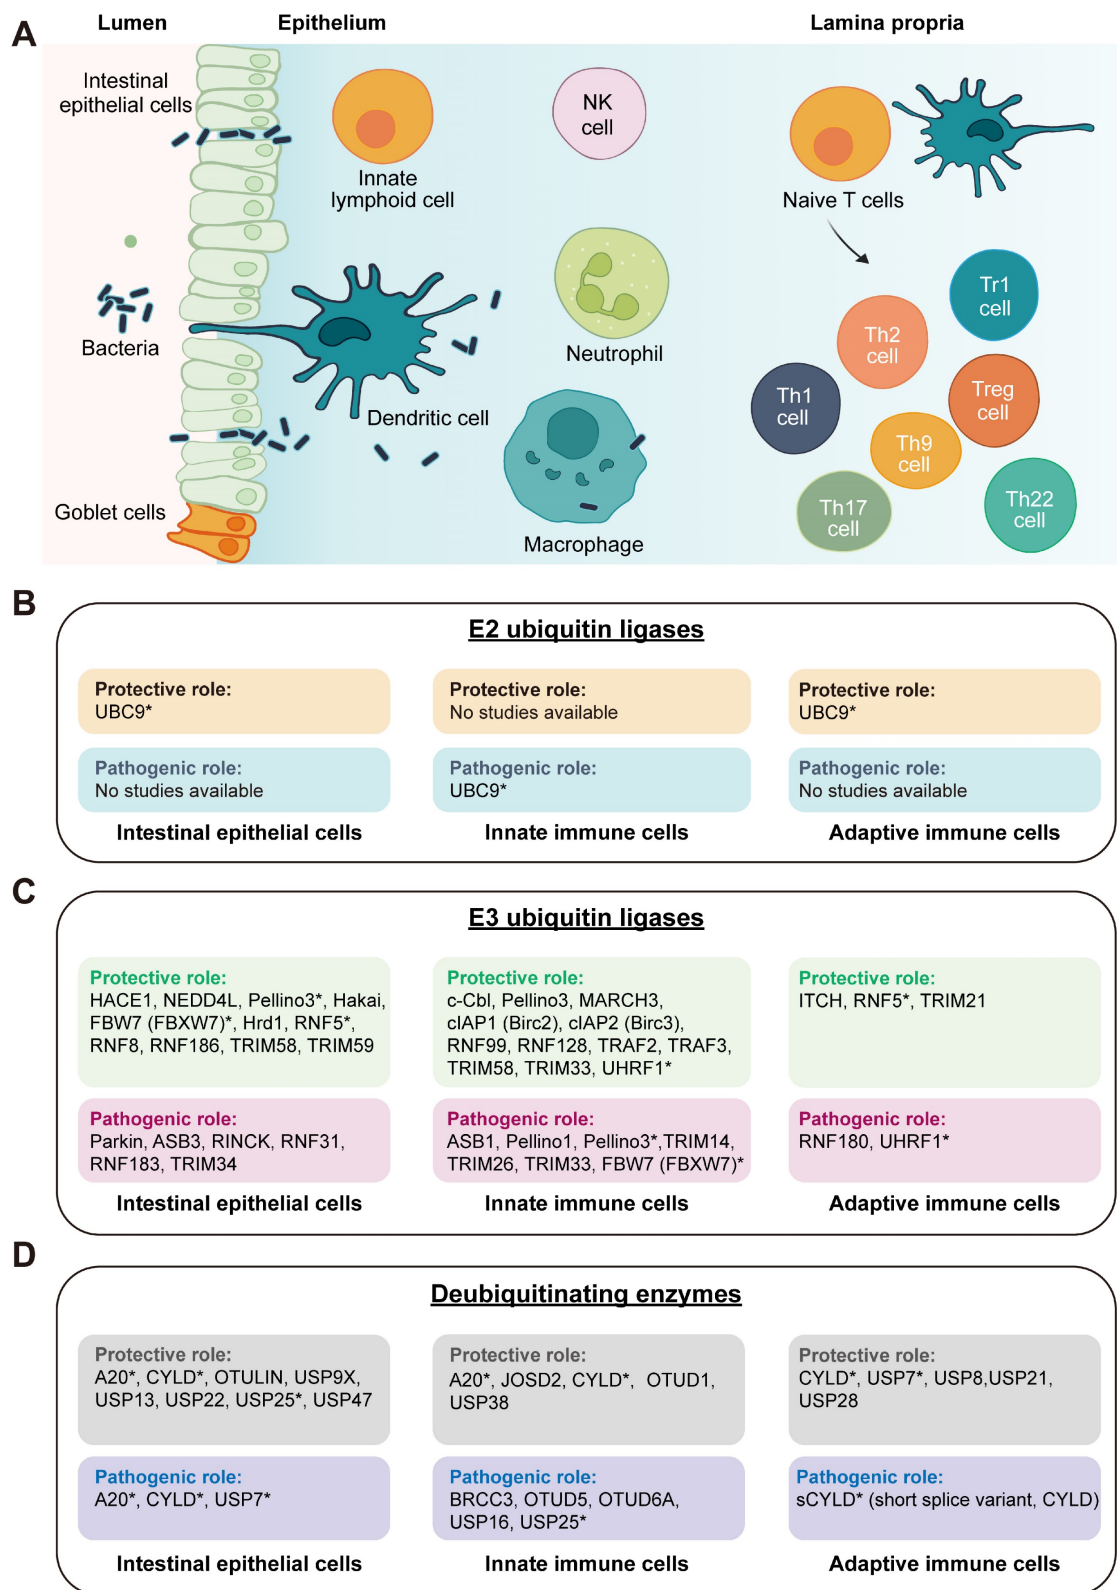 A
Lumen
Epithelium
Lamina propria
Intestinal
epithelial cells
Innate
lymphoid cell
NK
cell
Naive T cells
Bacteria
Dendritic cell
Neutrophil
Macrophage
Goblet cells
Tr1
cell
Th2
cell
Th1
cell
Treg
cell
Th9
cell
Th17
cell
Th22
cell
B
E2 ubiquitin ligases
Protective role:
UBC9*
Pathogenic role:
No studies available
Intestinal epithelial cells
Protective role:
No studies available
Pathogenic role:
UBC9*
Innate immune cells
Protective role:
UBC9*
Pathogenic role:
No studies available
Adaptive immune cells
C
E3 ubiquitin ligases
Protective role:
HACE1, NEDD4L, Pellino3*, Hakai,
FBW7 (FBXW7)*, Hrd1, RNF5*,
RNF8, RNF186, TRIM58, TRIM59
Pathogenic role:
Parkin, ASB3, RINCK, RNF31,
RNF183, TRIM34
Intestinal epithelial cells
Protective role:
c-Cbl, Pellino3, MARCH3,
cIAP1 (Birc2), cIAP2 (Birc3),
RNF99, RNF128, TRAF2, TRAF3,
TRIM58, TRIM33, UHRF1*
Pathogenic role:
ASB1, Pellino1, Pellino3*,TRIM14,
TRIM26, TRIM33, FBW7 (FBXW7)*
Innate immune cells
Protective role:
ITCH, RNF5*, TRIM21
Pathogenic role:
RNF180, UHRF1*
Adaptive immune cells
D
Deubiquitinating enzymes
Protective role:
A20*, CYLD*, OTULIN, USP9X,
USP13, USP22, USP25*, USP47
Pathogenic role:
A20*, CYLD*, USP7*
Intestinal epithelial cells
Protective role:
A20*, JOSD2, CYLD*, OTUD1,
USP38
Pathogenic role:
BRCC3, OTUD5, OTUD6A,
USP16, USP25*
Innate immune cells
Protective role:
CYLD*, USP7*, USP8,USP21,
USP28
Pathogenic role:
sCYLD* (short splice variant, CYLD)
Adaptive immune cells